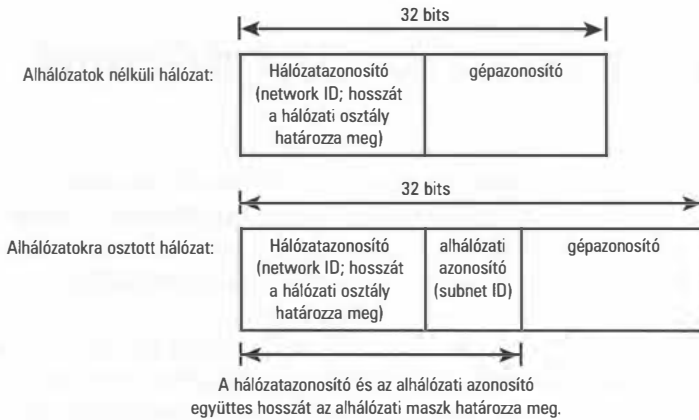 32 bits
Alhálózatok nélküli hálózat:
Hálózatazonosító
(network ID; hosszát
a hálózati osztály
határozza meg)
gépazonosító
32 bits
Alhálózatokra osztott hálózat:
Hálózatazonosító
(network ID; hosszát
a hálózati osztály
határozza meg)
alhálózati
azonosító
(subnet ID)
gépazonosító
A hálózatazonosító és az alhálózati azonosító
együttes hosszát az alhálózati maszk határozza meg.